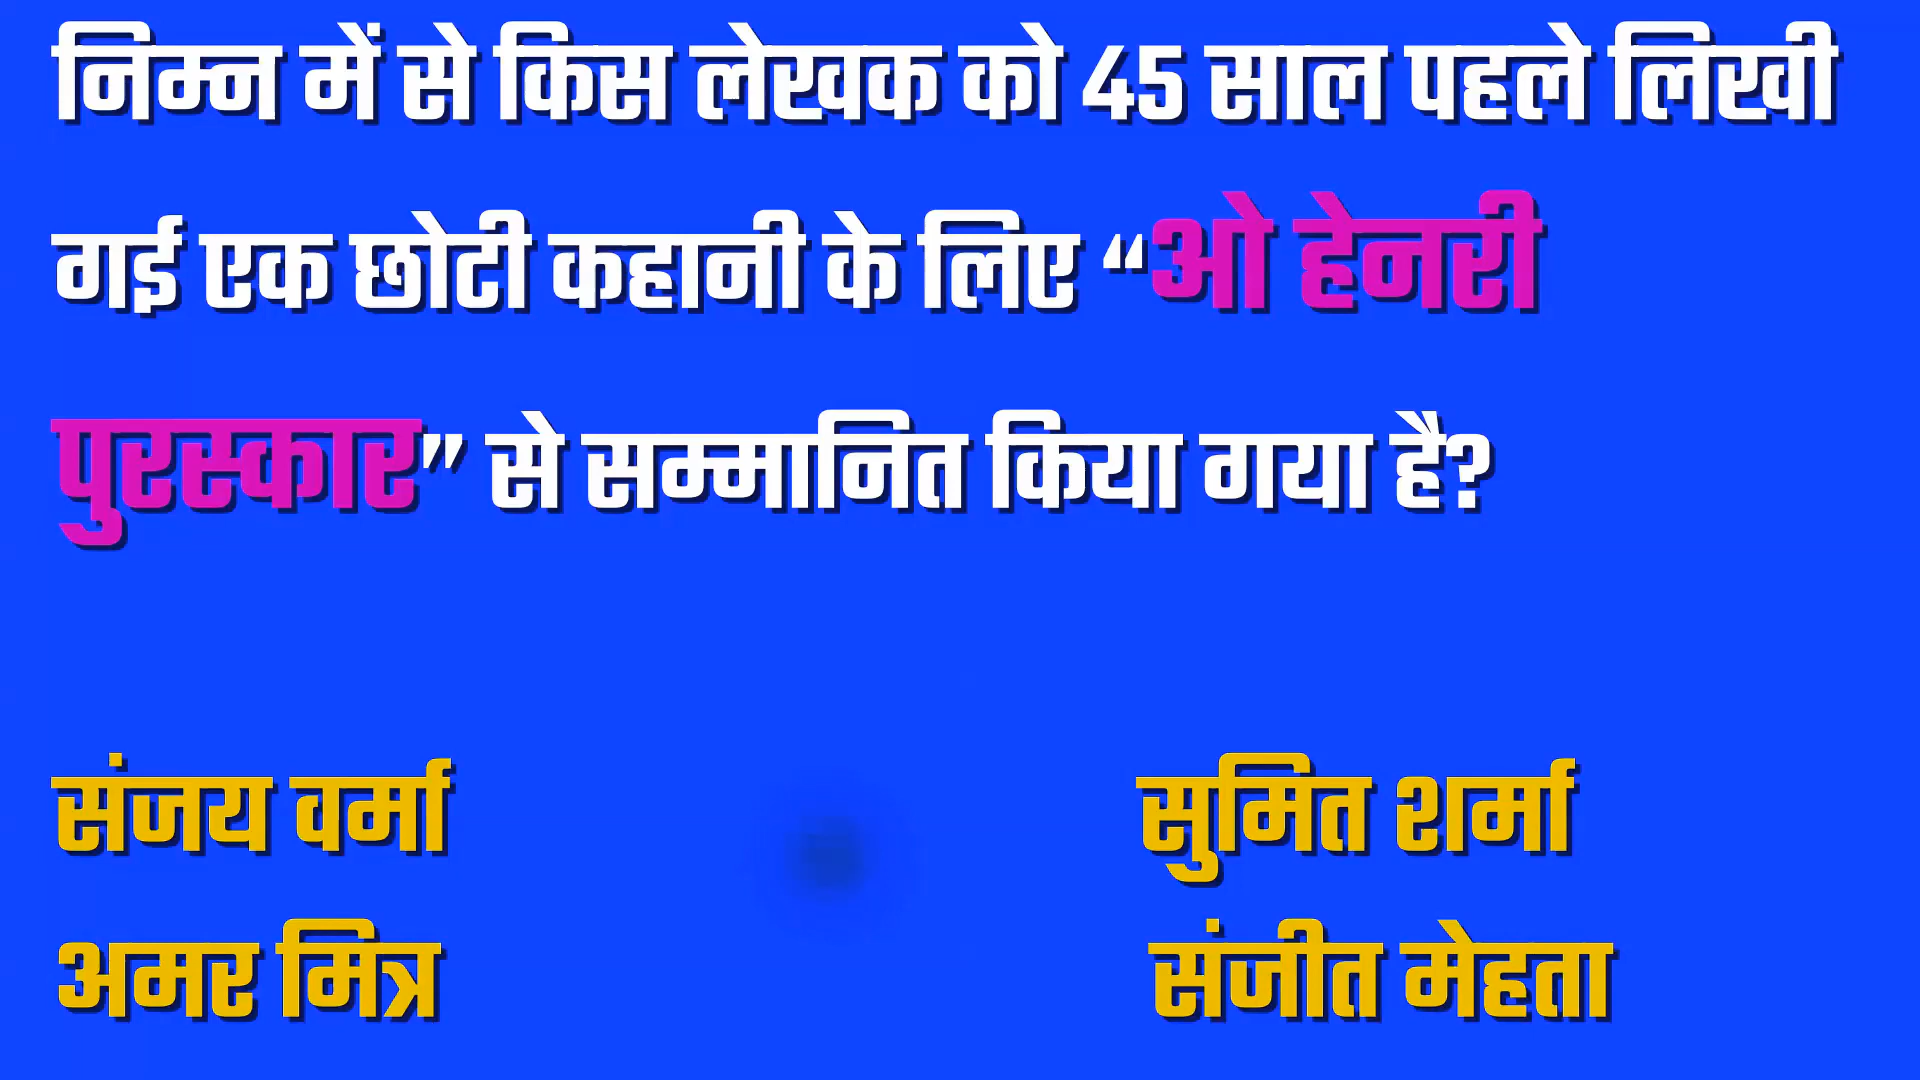 निम्न में से किस लेखक को 45 साल पहले लिखी
गई एक छोटी कहानी के लिए “ओ हेनरी
पुरस्कार” से सम्मानित किया गया है?
संजय वर्मा
सुमित शर्मा
अमर मित्र
संजीत मेहता